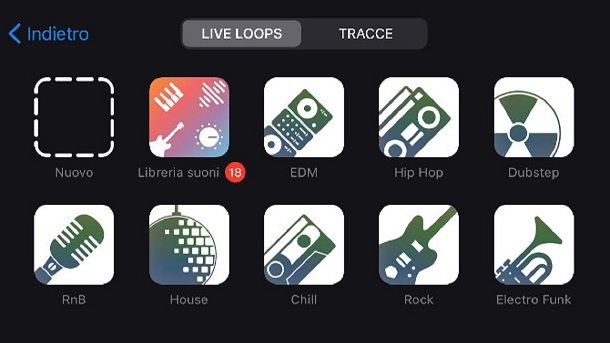 Indietro
LIVE LOOPS
TRACCE
Nuovo
Libreria suoni 18
EDM
Hip Hop
Dubstep
RnB
House
Chill
Rock
Electro Funk